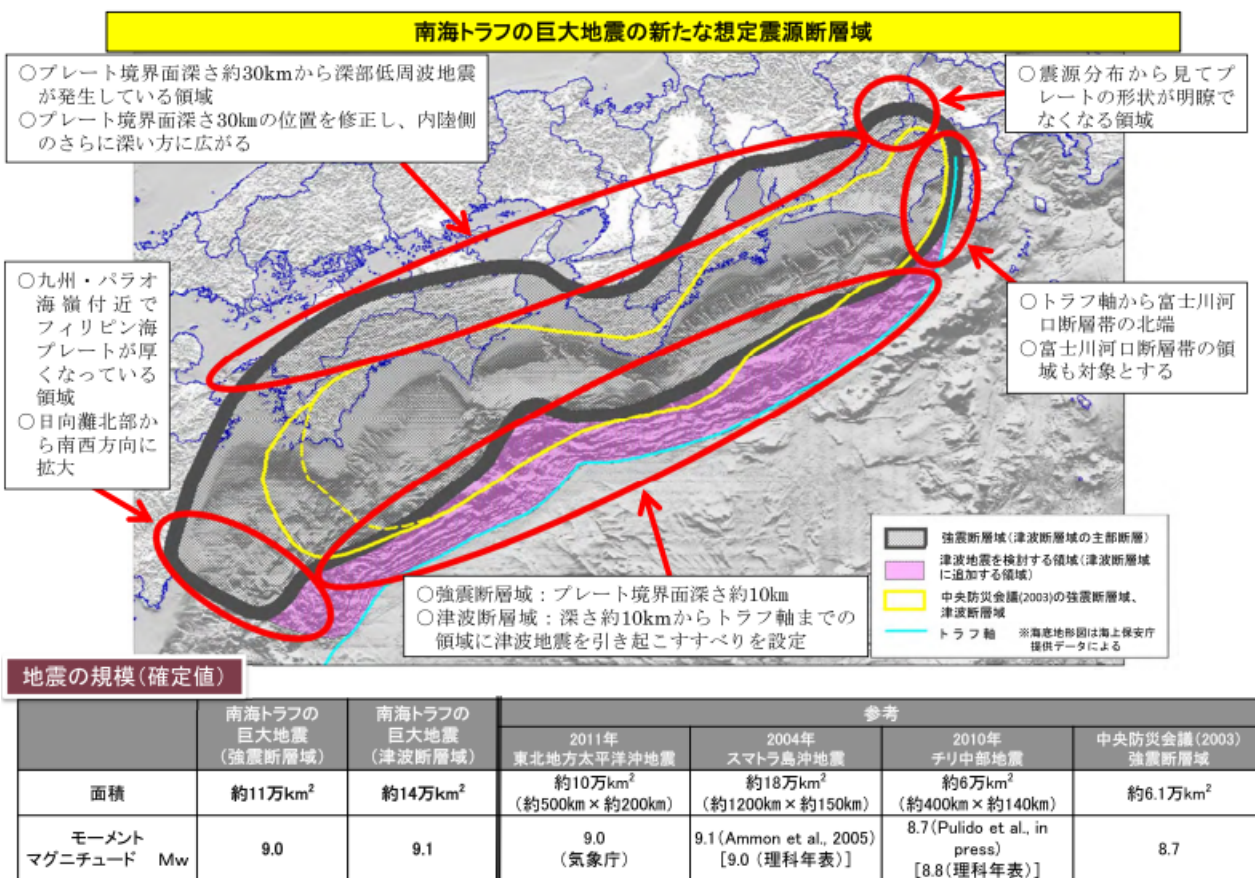 南海トラフの巨大地震の新たな想定震源断層域
○プレート境界面深さ約30kmから深部低周波地震
が発生している領域
○プレート境界面深さ30kmの位置を修正し、内陸側
のさらに深い方に広がる
○震源分布から見てプ
レートの形状が明瞭で
なくなる領域
○九州・パラオ
海嶺付近で
フィリピン海
プレートが厚
くなっている
領域
○日向灘北部か
ら南西方向に
拡大
○トラフ軸から富士川河
口断層帯の北端
○富士川河口断層帯の領
域も対象とする
○強震断層域：プレート境界面深さ約10km
○津波断層域：深さ約10kmからトラフ軸までの
領域に津波地震を引き起こすすべりを設定
強震断層域(津波断層域の主部断層)
津波地震を検討する領域(津波断層域
に追加する領域)
中央防災会議(2003)の強震断層域、
津波断層域
トラフ軸 ※海底地形図は海上保安庁
提供データによる
地震の規模(確定値)
南海トラフの
巨大地震
(強震断層域)
南海トラフの
巨大地震
(津波断層域)
参考
2011年
東北地方太平洋沖地震
2004年
スマトラ島沖地震
2010年
チリ中部地震
中央防災会議(2003)
強震断層域
面積
約11万km²
約14万km²
約10万km²
(約500km×約200km)
約18万km²
(約1200km×約150km)
約6万km²
(約400km×約140km)
約6.1万km²
モーメント
マグニチュード Mw
9.0
9.1
9.0
(気象庁)
9.1(Ammon et al., 2005)
[9.0 (理科年表)]
8.7(Pulido et al., in
press)
[8.8(理科年表)]
8.7